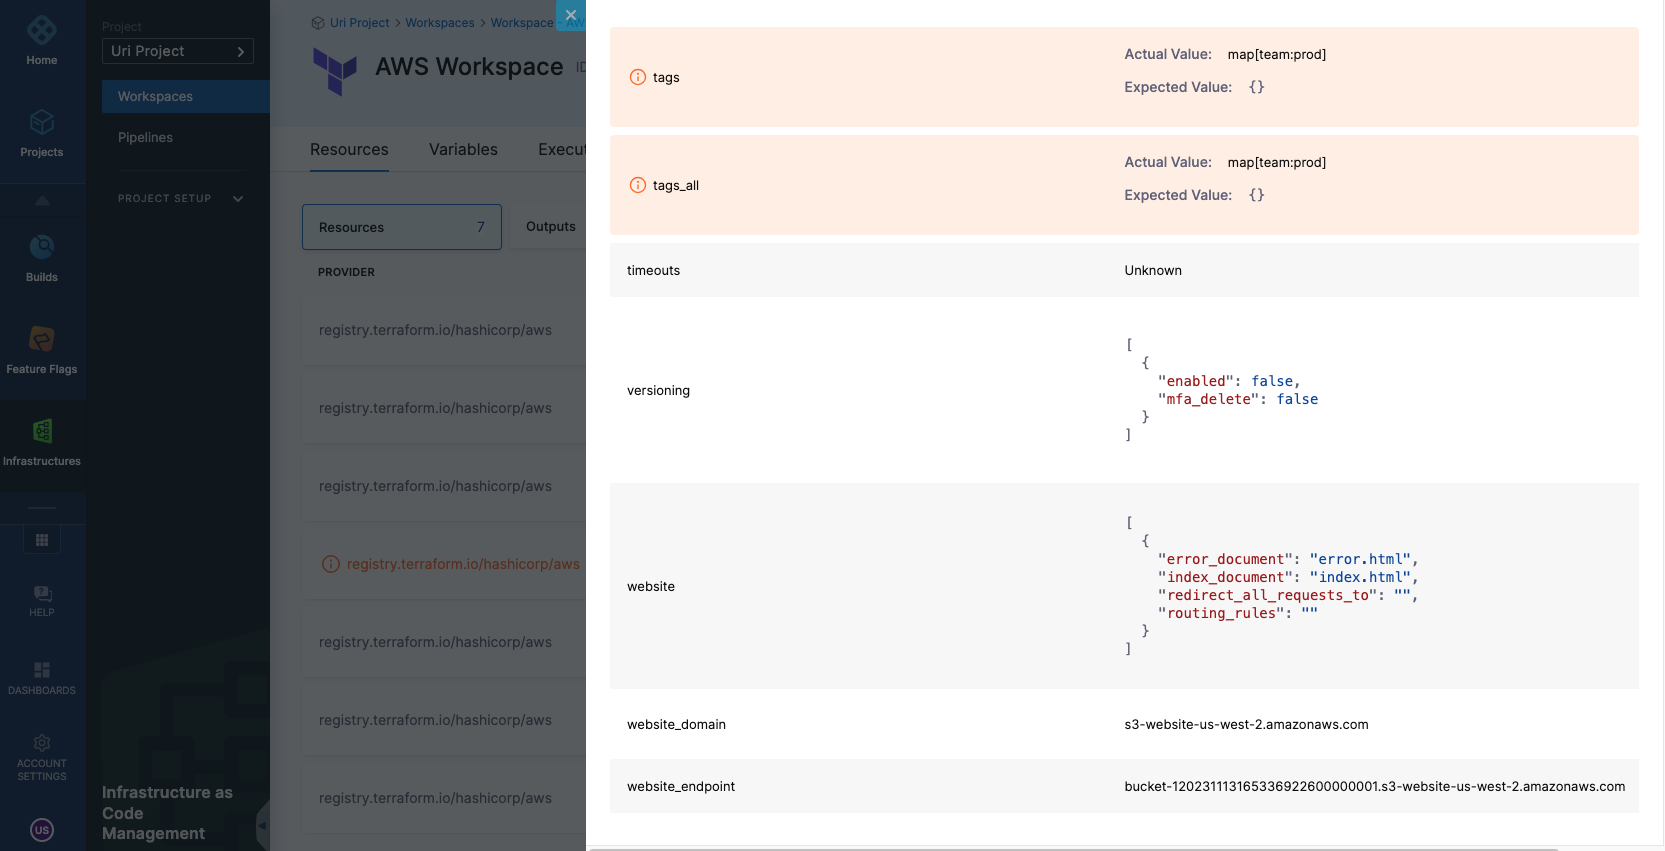 Home
Projects
Builds
Feature Flags
Infrastructures
HELP
DASHBOARDS
ACCOUNT
SETTINGS
US
Project
Uri Project
Workspaces
Pipelines
PROJECT SETUP
Infrastructure as
Code
Management
Uri Project > Workspaces > Workspace - AWS
AWS Workspace ID
Resources Variables Execut
Resources 7 Outputs
PROVIDER
registry.terraform.io/hashicorp/aws
registry.terraform.io/hashicorp/aws
registry.terraform.io/hashicorp/aws
registry.terraform.io/hashicorp/aws
registry.terraform.io/hashicorp/aws
registry.terraform.io/hashicorp/aws
registry.terraform.io/hashicorp/aws
tags
Actual Value: map[team:prod]
Expected Value: {}
tags_all
Actual Value: map[team:prod]
Expected Value: {}
timeouts Unknown
versioning
[
{
"enabled": false,
"mfa_delete": false
}
]
website
[
{
"error_document": "error.html",
"index_document": "index.html",
"redirect_all_requests_to": "",
"routing_rules": ""
}
]
website_domain s3-website-us-west-2.amazonaws.com
website_endpoint bucket-120231113165336922600000001.s3-website-us-west-2.amazonaws.com